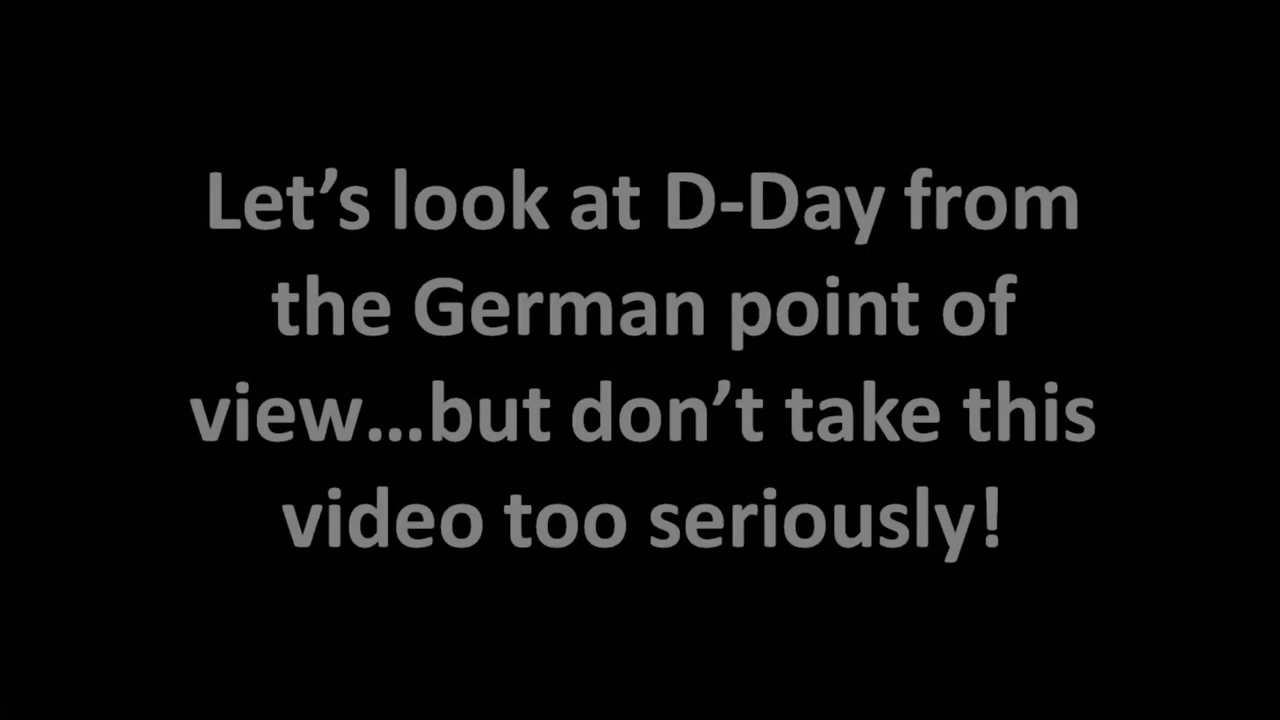 Let’s look at D-Day from
the German point of
view…but don’t take this
video too seriously!